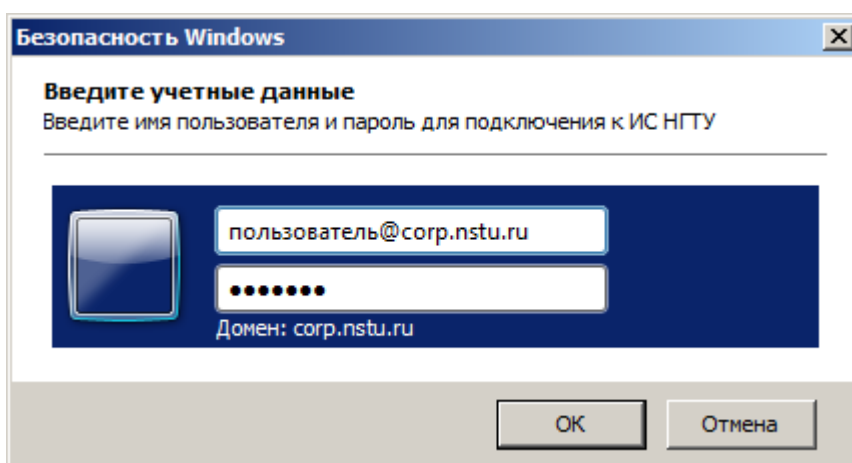 Безопасность Windows
Введите учетные данные
Введите имя пользователя и пароль для подключения к ИС НГТУ
пользователь@corp.nstu.ru
●●●●●●●
Домен: corp.nstu.ru
ОК
Отмена